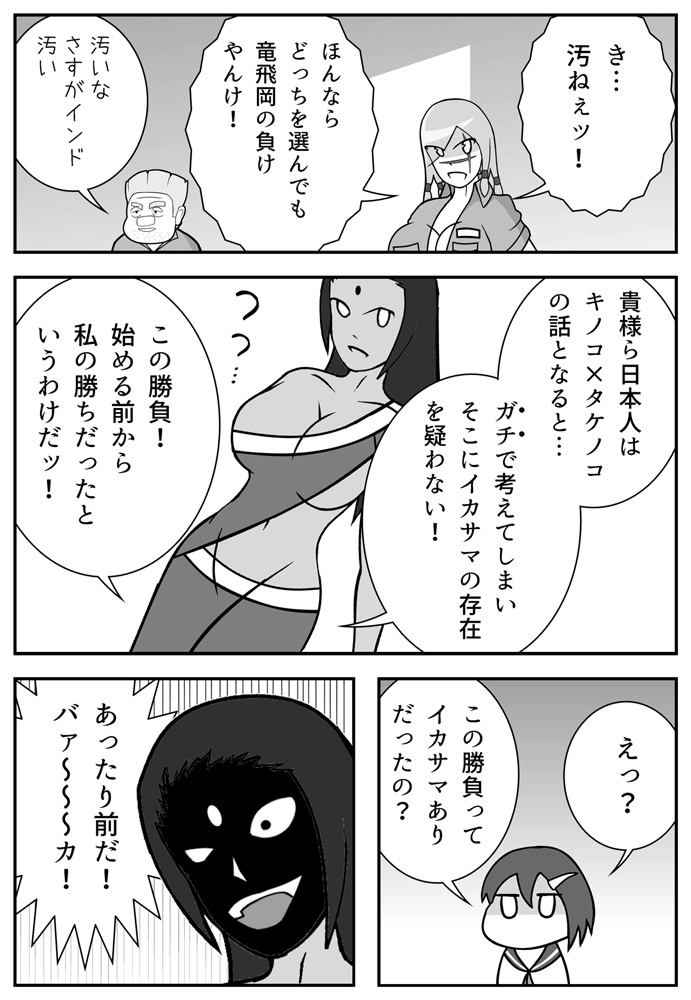 き…
汚ねぇッ！
ほんなら
どっちを選んでも
竜飛岡の負け
やんけ！
汚いな
さすがインド
汚い
貴様ら日本人は
キノコ×タケノコ
の話となると…
ガチで考えてしまい
そこにイカサマの存在
を疑わない！
クク…
この勝負！
始める前から
私の勝ちだったと
いうわけだッ！
えっ？
この勝負って
イカサマあり
だったの？
あったり前だ！
バァ～～～カ！